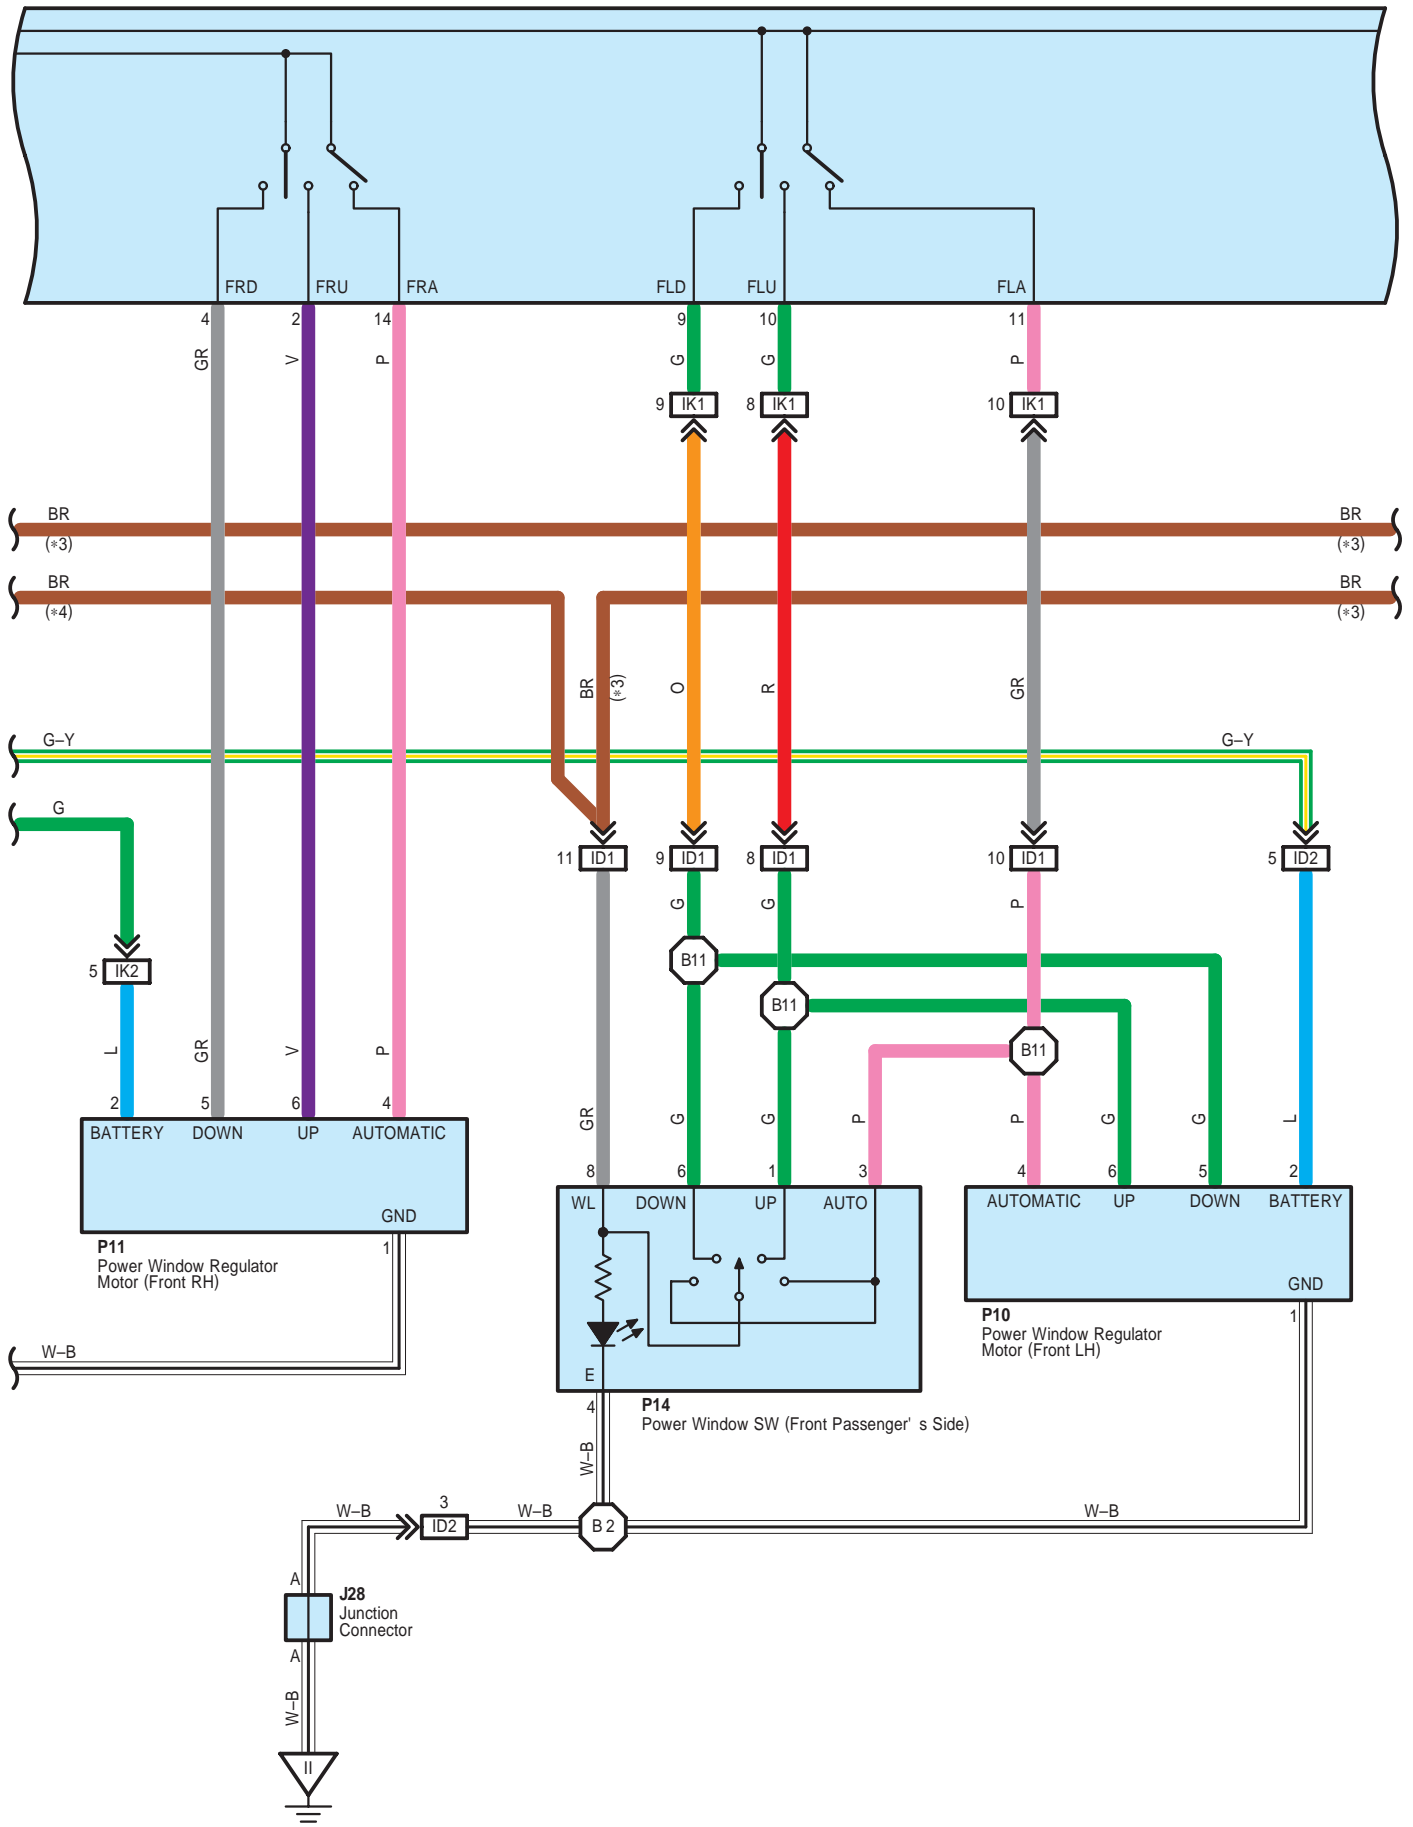 FRD FRU FRA FLD FLU FLA
4 2 14 9 10 11
GR V P G G P
9 IK1 8 IK1 10 IK1
BR BR
(∗3) (∗3)
BR BR
(∗4) (∗3)
BR (∗3) O R GR
G–Y G–Y
G
11 ID1 9 ID1 8 ID1 10 ID1 5 ID2
G G P
B11
5 IK2
B11
L GR V P B11
2 5 6 4
GR G G P P G G L
BATTERY DOWN UP AUTOMATIC
8 6 1 3 4 6 5 2
WL DOWN UP AUTO AUTOMATIC UP DOWN BATTERY
GND
1
P11
Power Window Regulator
Motor (Front RH)
GND
1
P10
Power Window Regulator
Motor (Front LH)
W–B
E
4
P14
Power Window SW (Front Passenger' s Side)
W–B
3
W–B ID2 W–B B 2 W–B
A
J28
Junction
Connector
A
W–B
II